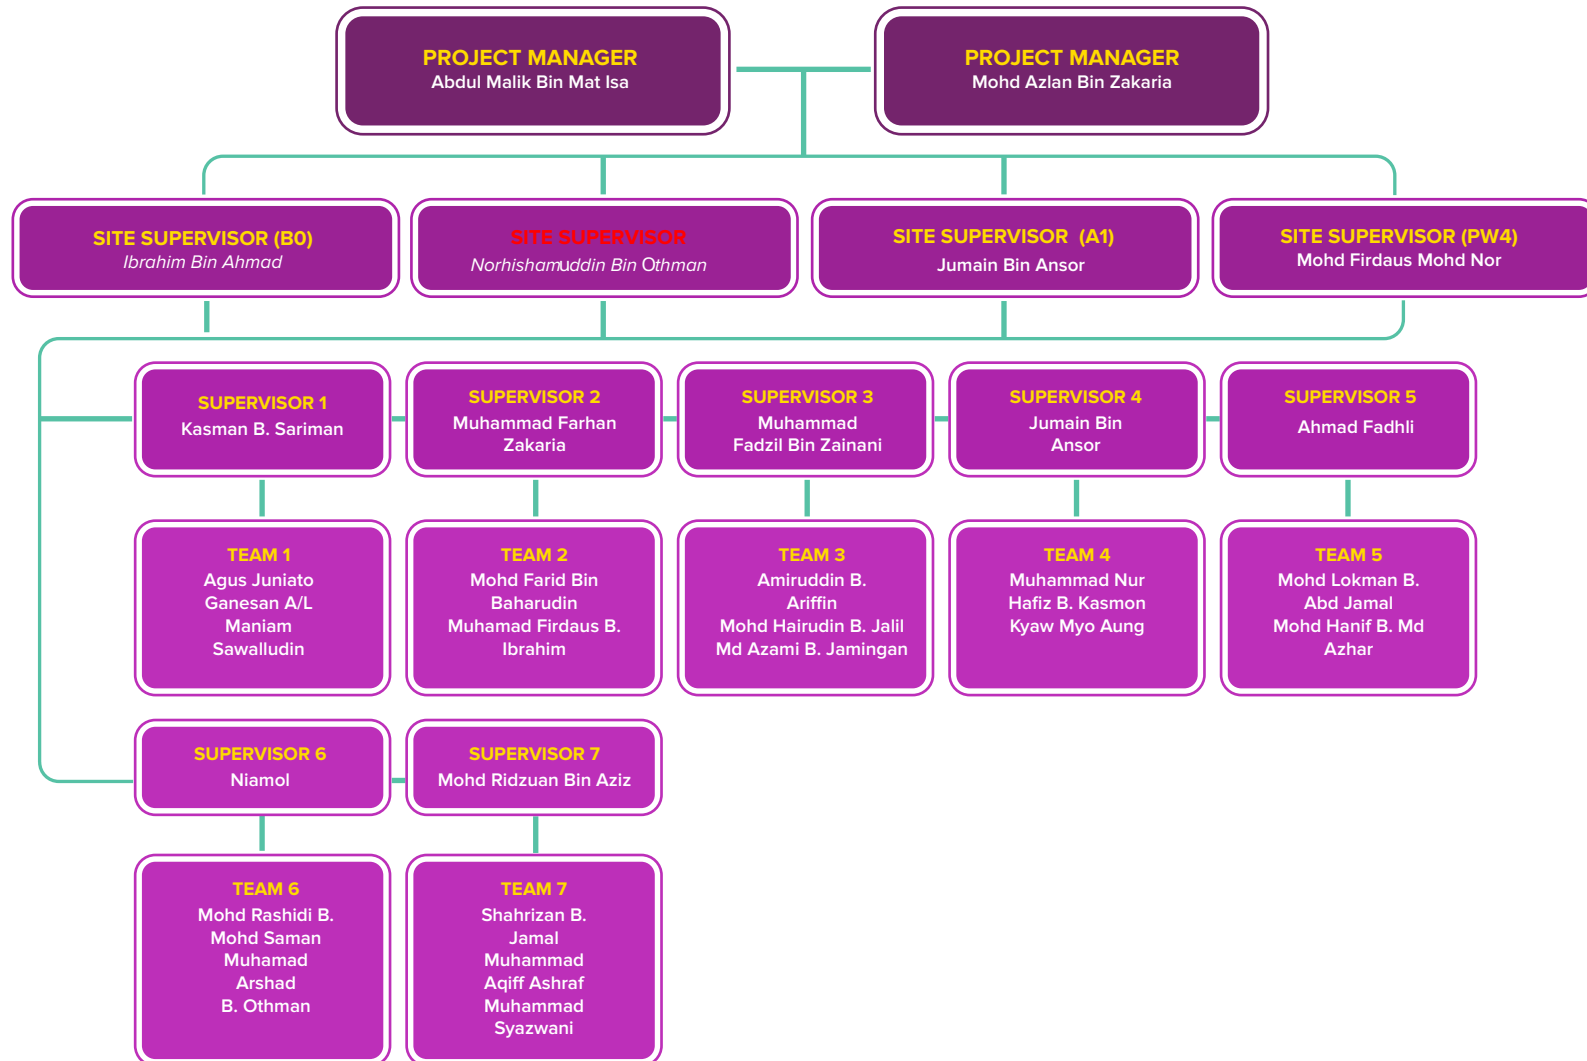 PROJECT MANAGER
Abdul Malik Bin Mat Isa
PROJECT MANAGER
Mohd Azlan Bin Zakaria
SITE SUPERVISOR (B0)
Ibrahim Bin Ahmad
SITE SUPERVISOR
Norhishamuddin Bin Othman
SITE SUPERVISOR (A1)
Jumain Bin Ansor
SITE SUPERVISOR (PW4)
Mohd Firdaus Mohd Nor
SUPERVISOR 1
Kasman B. Sariman
SUPERVISOR 2
Muhammad Farhan
Zakaria
SUPERVISOR 3
Muhammad
Fadzil Bin Zainani
SUPERVISOR 4
Jumain Bin
Ansor
SUPERVISOR 5
Ahmad Fadhli
TEAM 1
Agus Juniato
Ganesan A/L
Maniam
Sawalludin
TEAM 2
Mohd Farid Bin
Baharudin
Muhamad Firdaus B.
Ibrahim
TEAM 3
Amiruddin B.
Ariffin
Mohd Hairudin B. Jalil
Md Azami B. Jamingan
TEAM 4
Muhammad Nur
Hafiz B. Kasmon
Kyaw Myo Aung
TEAM 5
Mohd Lokman B.
Abd Jamal
Mohd Hanif B. Md
Azhar
SUPERVISOR 6
Niamol
SUPERVISOR 7
Mohd Ridzuan Bin Aziz
TEAM 6
Mohd Rashidi B.
Mohd Saman
Muhamad
Arshad
B. Othman
TEAM 7
Shahrizan B.
Jamal
Muhammad
Aqiff Ashraf
Muhammad
Syazwani